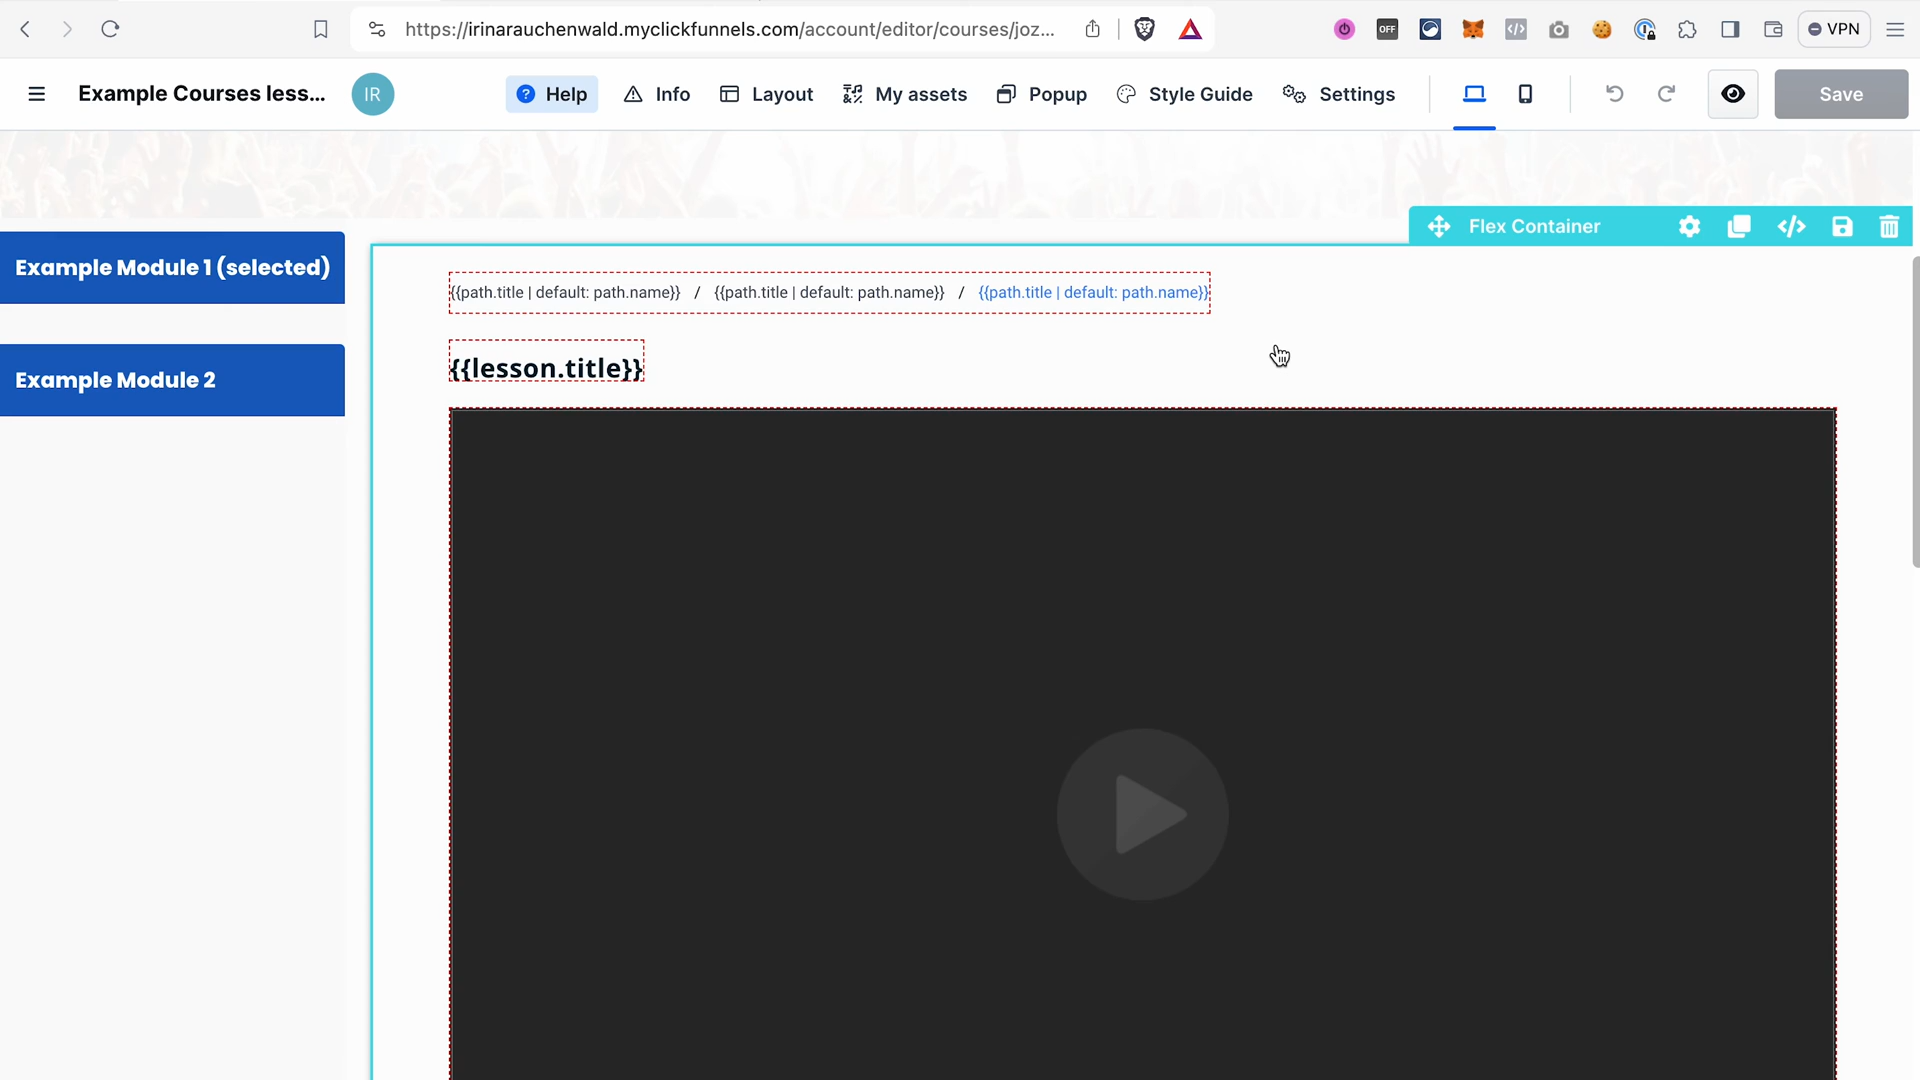 https://irinarauchenwald.myclickfunnels.com/account/editor/courses/joz...
OFF
VPN
Example Courses less...
IR
Help
Info
Layout
My assets
Popup
Style Guide
Settings
Save
Flex Container
Example Module 1 (selected)
Example Module 2
{{path.title | default: path.name}} / {{path.title | default: path.name}} / {{path.title | default: path.name}}
{{lesson.title}}